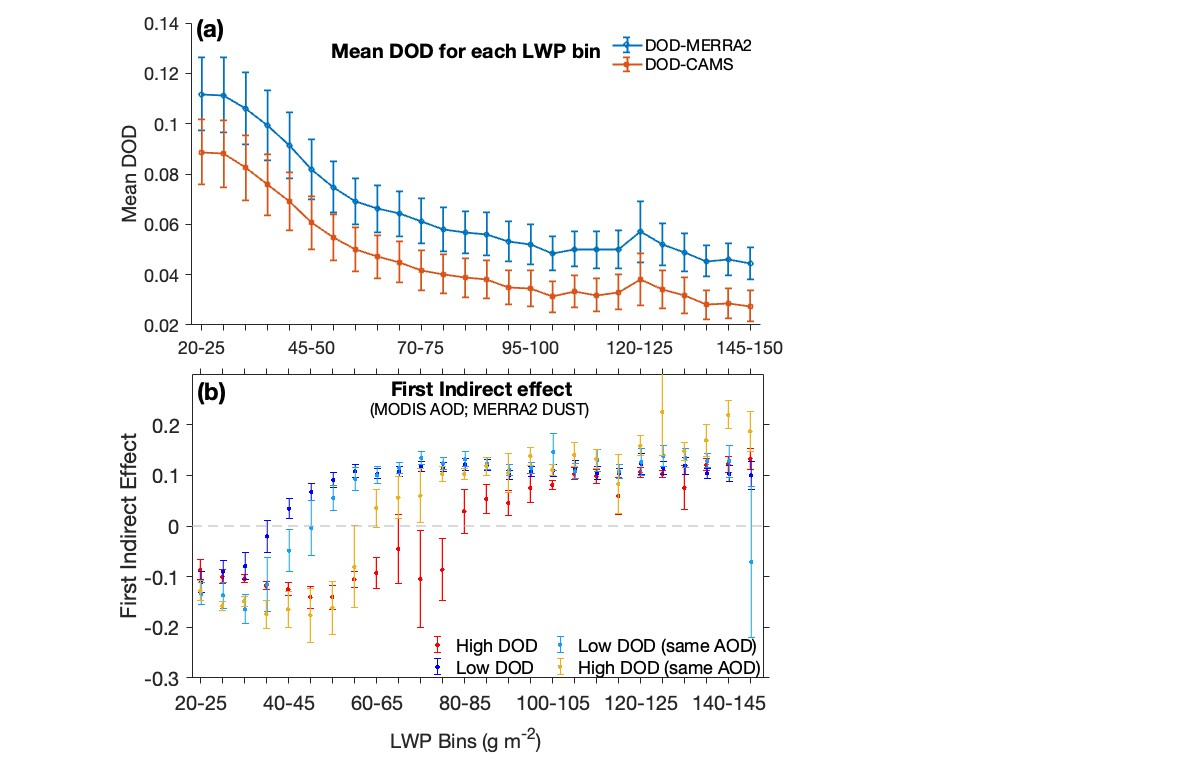 (a)
Mean DOD for each LWP bin
DOD-MERRA2
DOD-CAMS
Mean DOD
0.14
0.12
0.1
0.08
0.06
0.04
0.02
20-25 45-50 70-75 95-100 120-125 145-150
(b)
First Indirect effect
(MODIS AOD; MERRA2 DUST)
First Indirect Effect
0.2
0.1
0
-0.1
-0.2
-0.3
High DOD
Low DOD
Low DOD (same AOD)
High DOD (same AOD)
20-25 40-45 60-65 80-85 100-105 120-125 140-145
LWP Bins (g m⁻²)